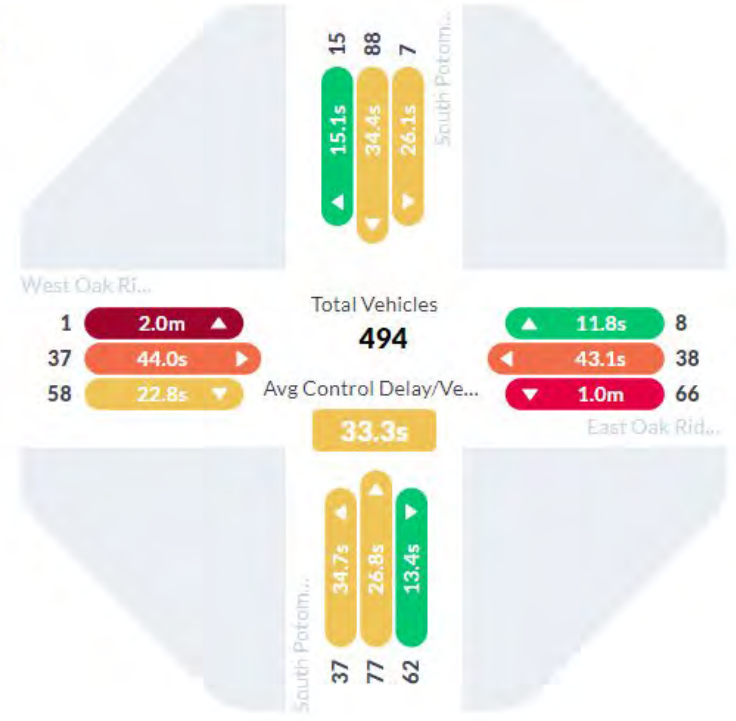 15 88 7
15.1s 34.4s 26.1s
South Potom...
West Oak Ri...
1 2.0m
37 44.0s
58 22.8s
Total Vehicles
494
Avg Control Delay/Ve...
33.3s
11.8s 8
43.1s 38
1.0m 66
East Oak Rid...
South Potom...
34.7s 26.8s 13.4s
37 77 62